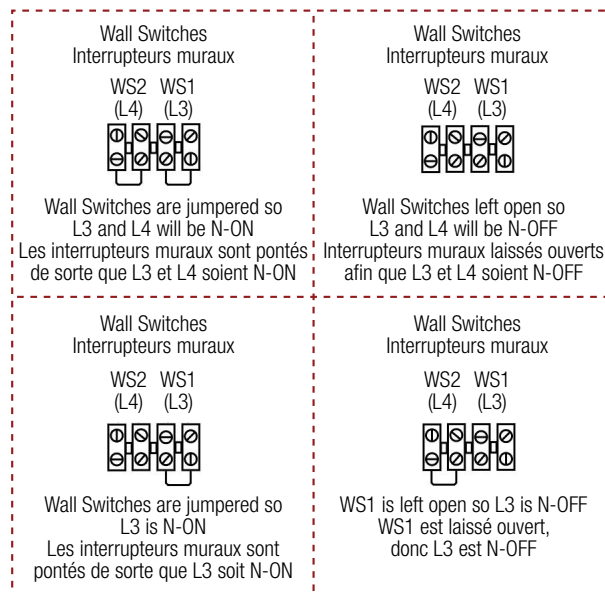 Wall Switches
Interrupteurs muraux
WS2 WS1
(L4) (L3)
Wall Switches are jumpered so
L3 and L4 will be N-ON
Les interrupteurs muraux sont pontés
de sorte que L3 et L4 soient N-ON
Wall Switches
Interrupteurs muraux
WS2 WS1
(L4) (L3)
Wall Switches left open so
L3 and L4 will be N-OFF
Interrupteurs muraux laissés ouverts
afin que L3 et L4 soient N-OFF
Wall Switches
Interrupteurs muraux
WS2 WS1
(L4) (L3)
Wall Switches are jumpered so
L3 is N-ON
Les interrupteurs muraux sont
pontés de sorte que L3 soit N-ON
Wall Switches
Interrupteurs muraux
WS2 WS1
(L4) (L3)
WS1 is left open so L3 is N-OFF
WS1 est laissé ouvert,
donc L3 est N-OFF